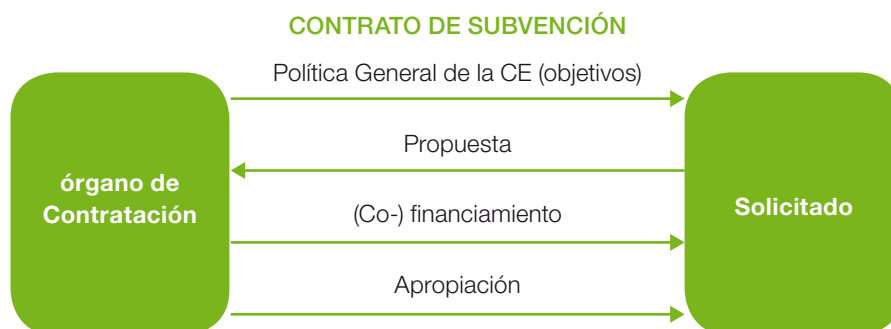 CONTRATO DE SUBVENCIÓN
Política General de la CE (objetivos)
Propuesta
órgano de
Contratación
(Co-) financiamiento
Solicitado
Apropiación